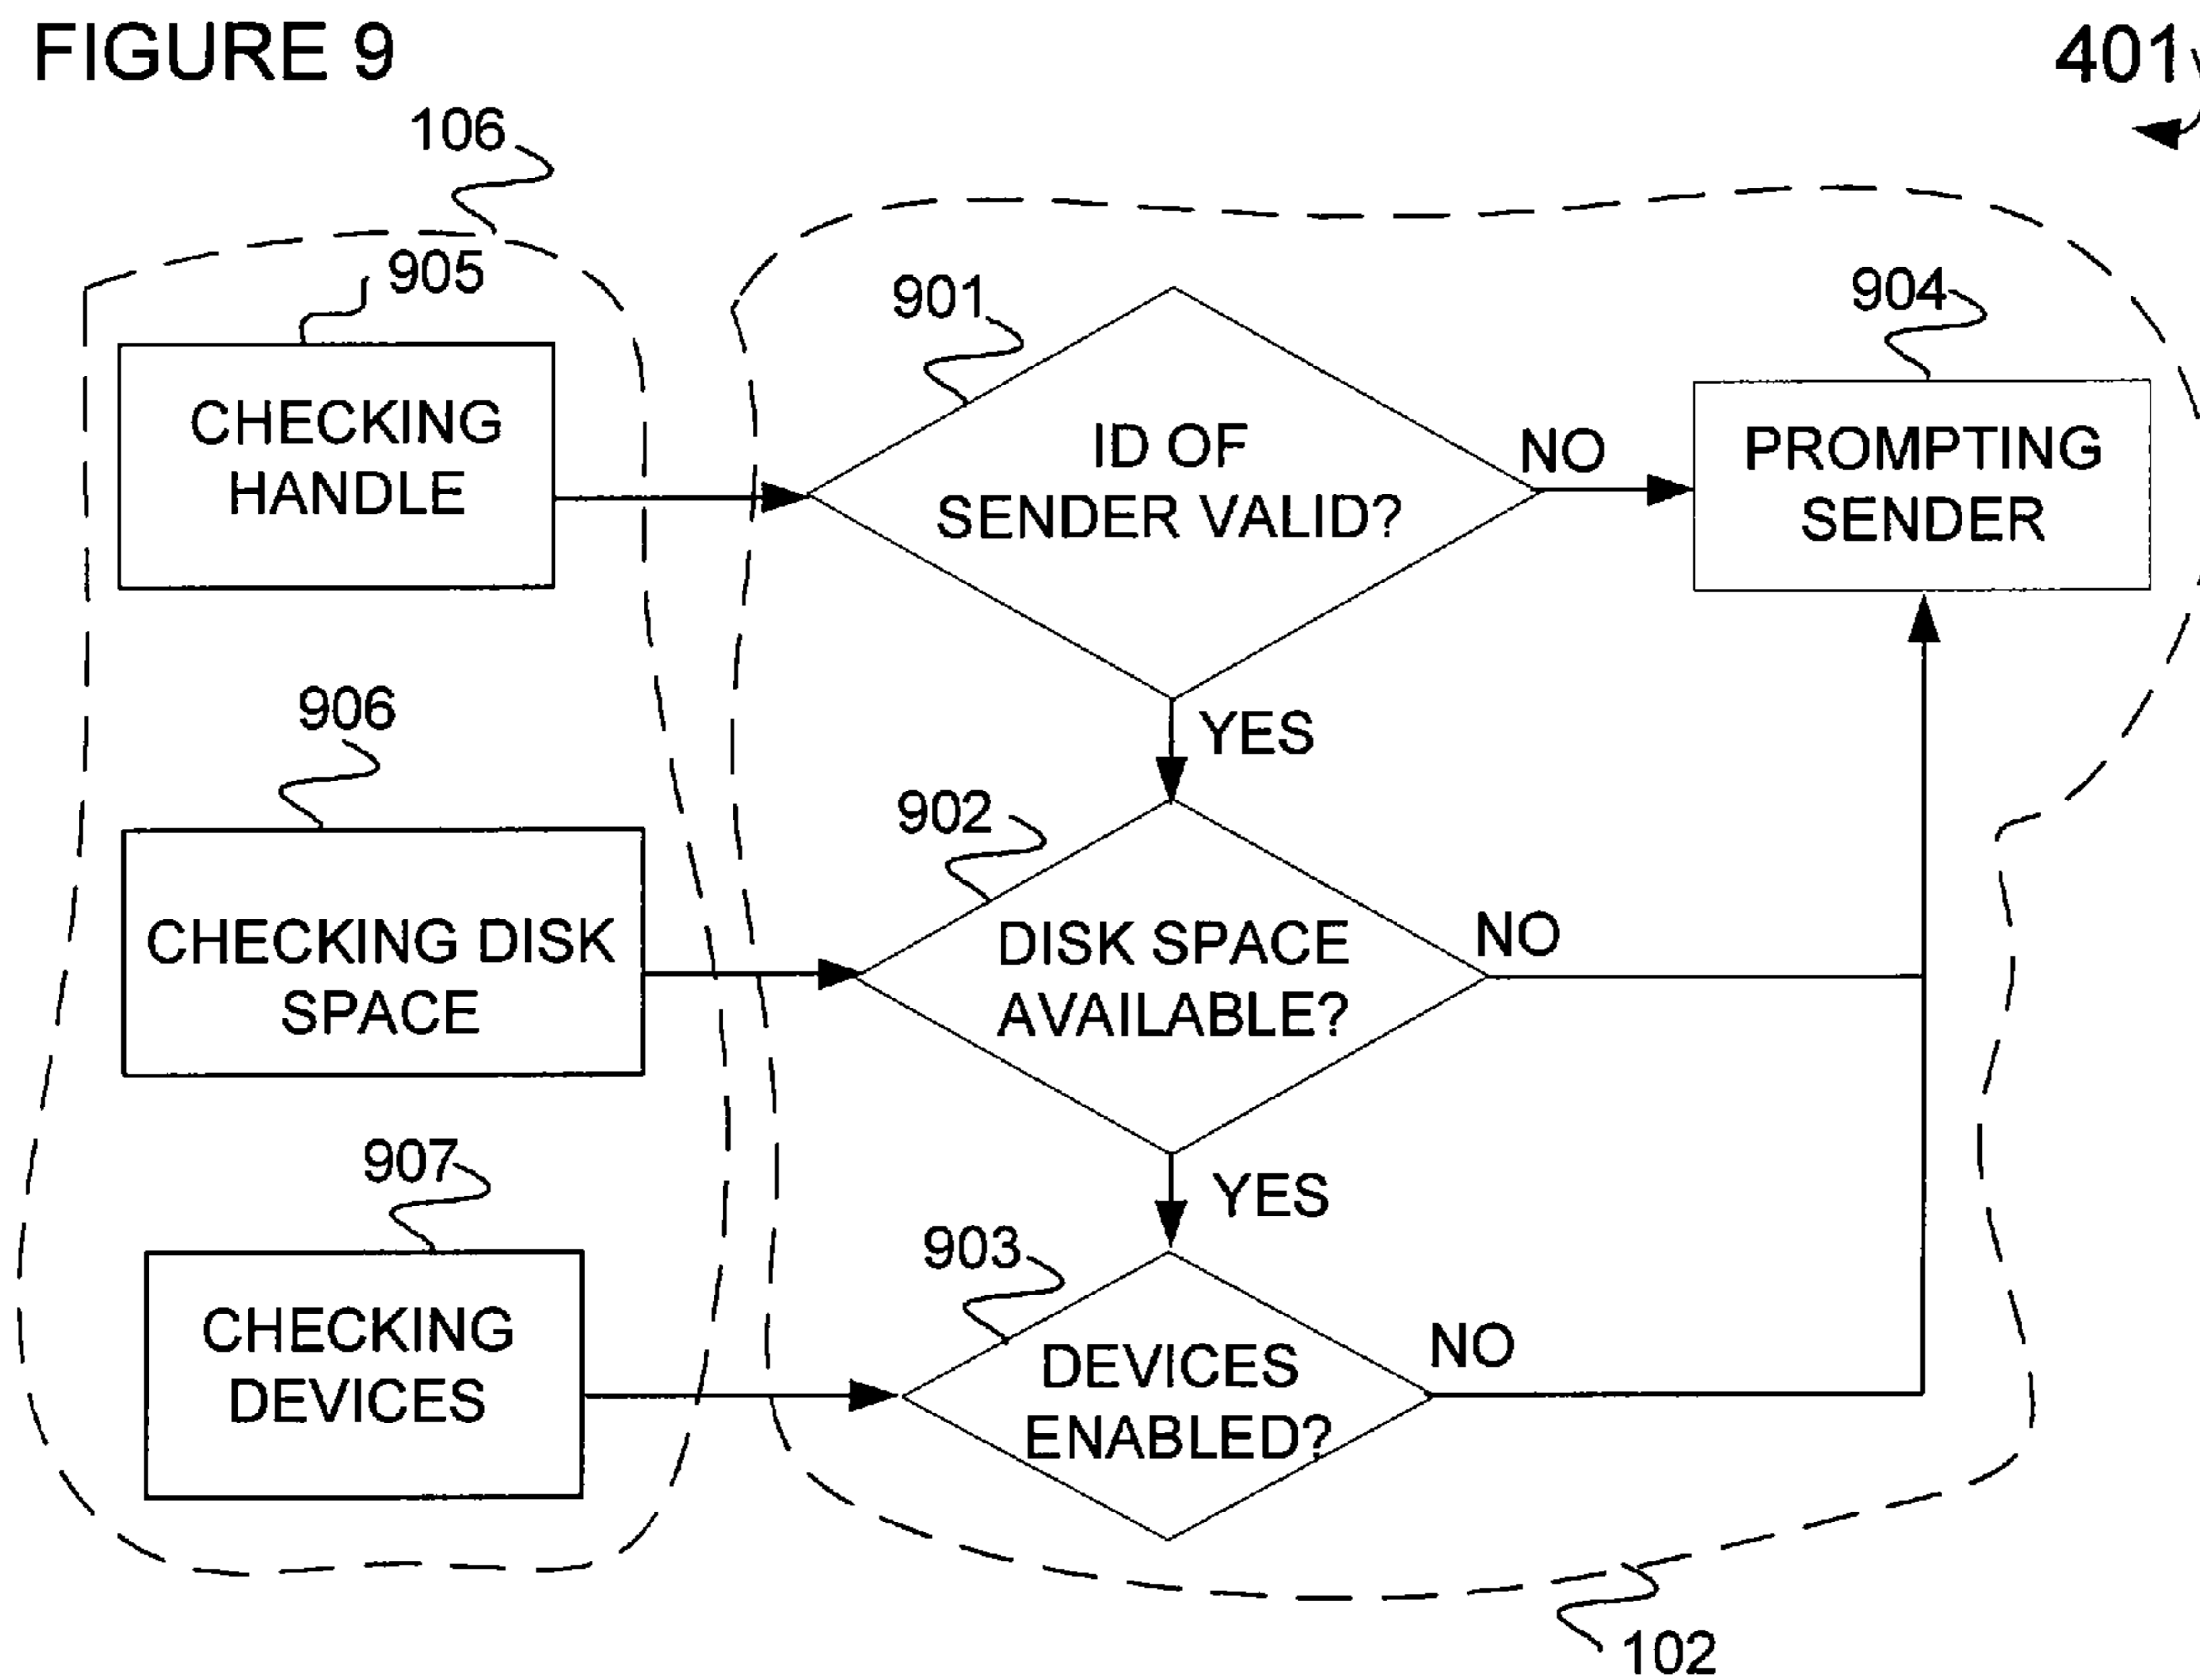 FIGURE 9
401
106
905
901
904
CHECKING
HANDLE
ID OF
SENDER VALID?
NO
PROMPTING
SENDER
906
YES
902
CHECKING DISK
SPACE
DISK SPACE
AVAILABLE?
NO
907
YES
903
CHECKING
DEVICES
DEVICES
ENABLED?
NO
102